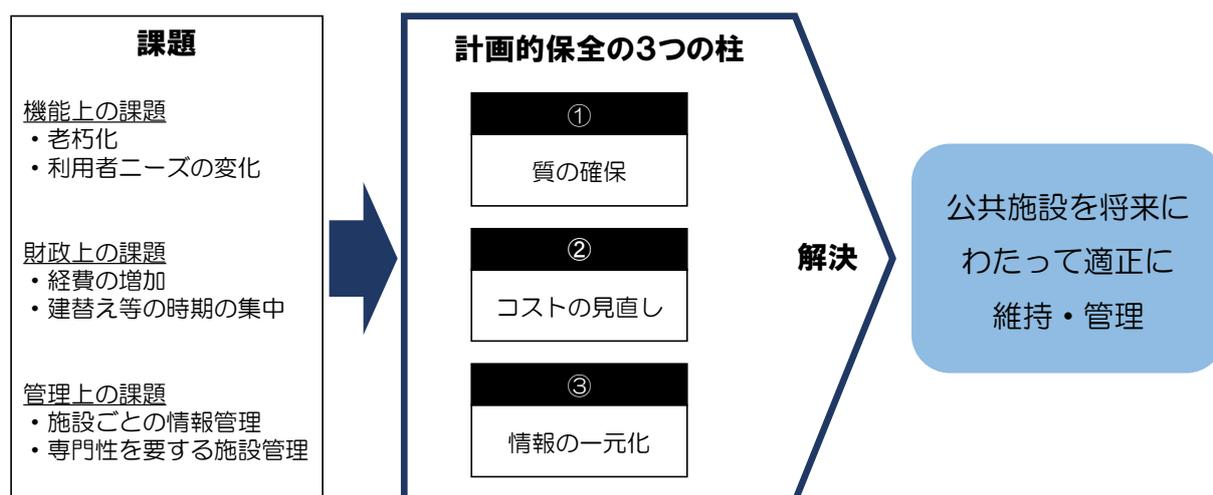 課題
機能上の課題
・老朽化
・利用者ニーズの変化
財政上の課題
・経費の増加
・建替え等の時期の集中
管理上の課題
・施設ごとの情報管理
・専門性を要する施設管理
計画的保全の3つの柱
①
質の確保
②
コストの見直し
③
情報の一元化
解決
公共施設を将来に
わたって適正に
維持・管理